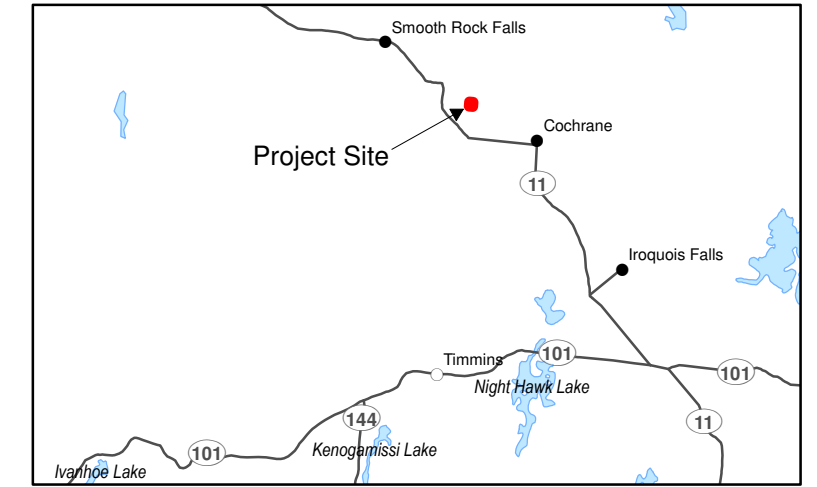 Smooth Rock Falls
Cochrane
Project Site
11
Iroquois Falls
Timmins
101
101
Night Hawk Lake
144
11
Kenogamissi Lake
101
Ivanhoe Lake